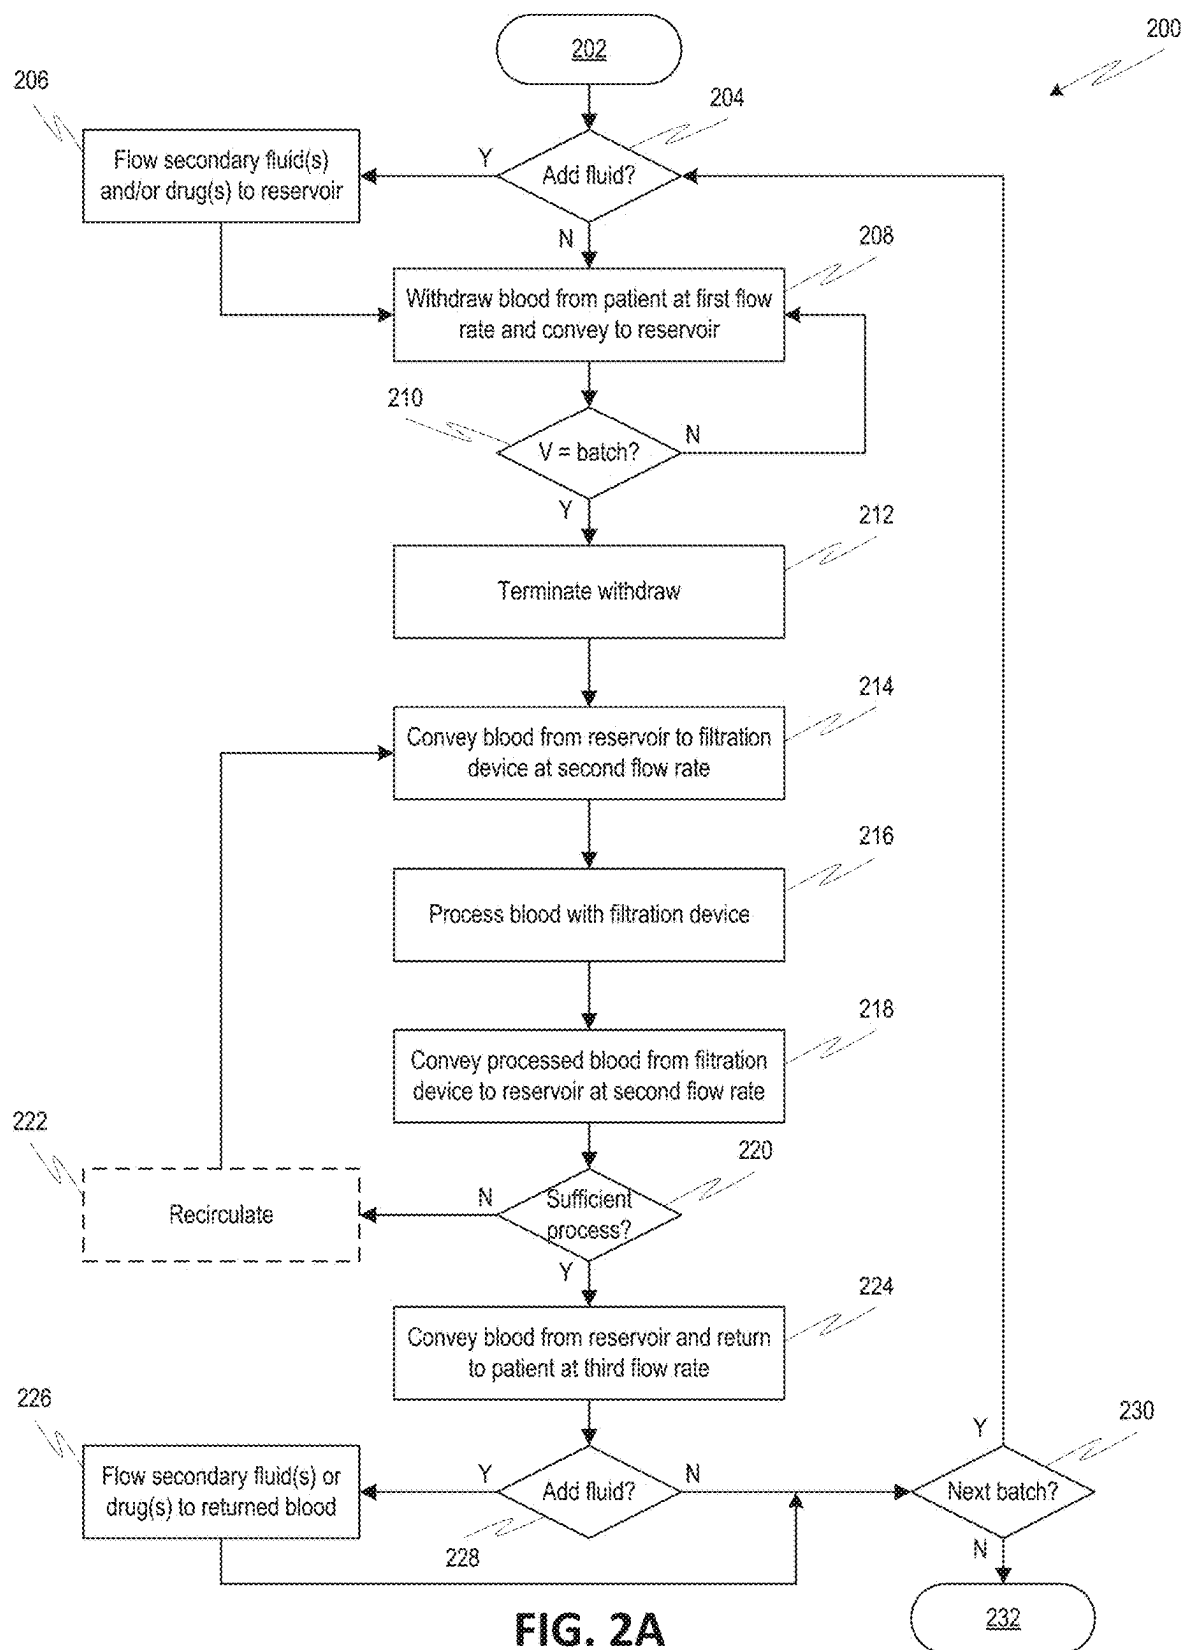 202
200
206
204
Flow secondary fluid(s)
and/or drug(s) to reservoir
Y
Add fluid?
N
208
Withdraw blood from patient at first flow
rate and convey to reservoir
210
V = batch?
N
Y
212
Terminate withdraw
214
Convey blood from reservoir to filtration
device at second flow rate
216
Process blood with filtration device
218
Convey processed blood from filtration
device to reservoir at second flow rate
222
220
Recirculate
N
Sufficient
process?
Y
224
Convey blood from reservoir and return
to patient at third flow rate
226
230
Y
Flow secondary fluid(s) or
drug(s) to returned blood
Y
Add fluid?
N
Next batch?
228
N
232
FIG. 2A